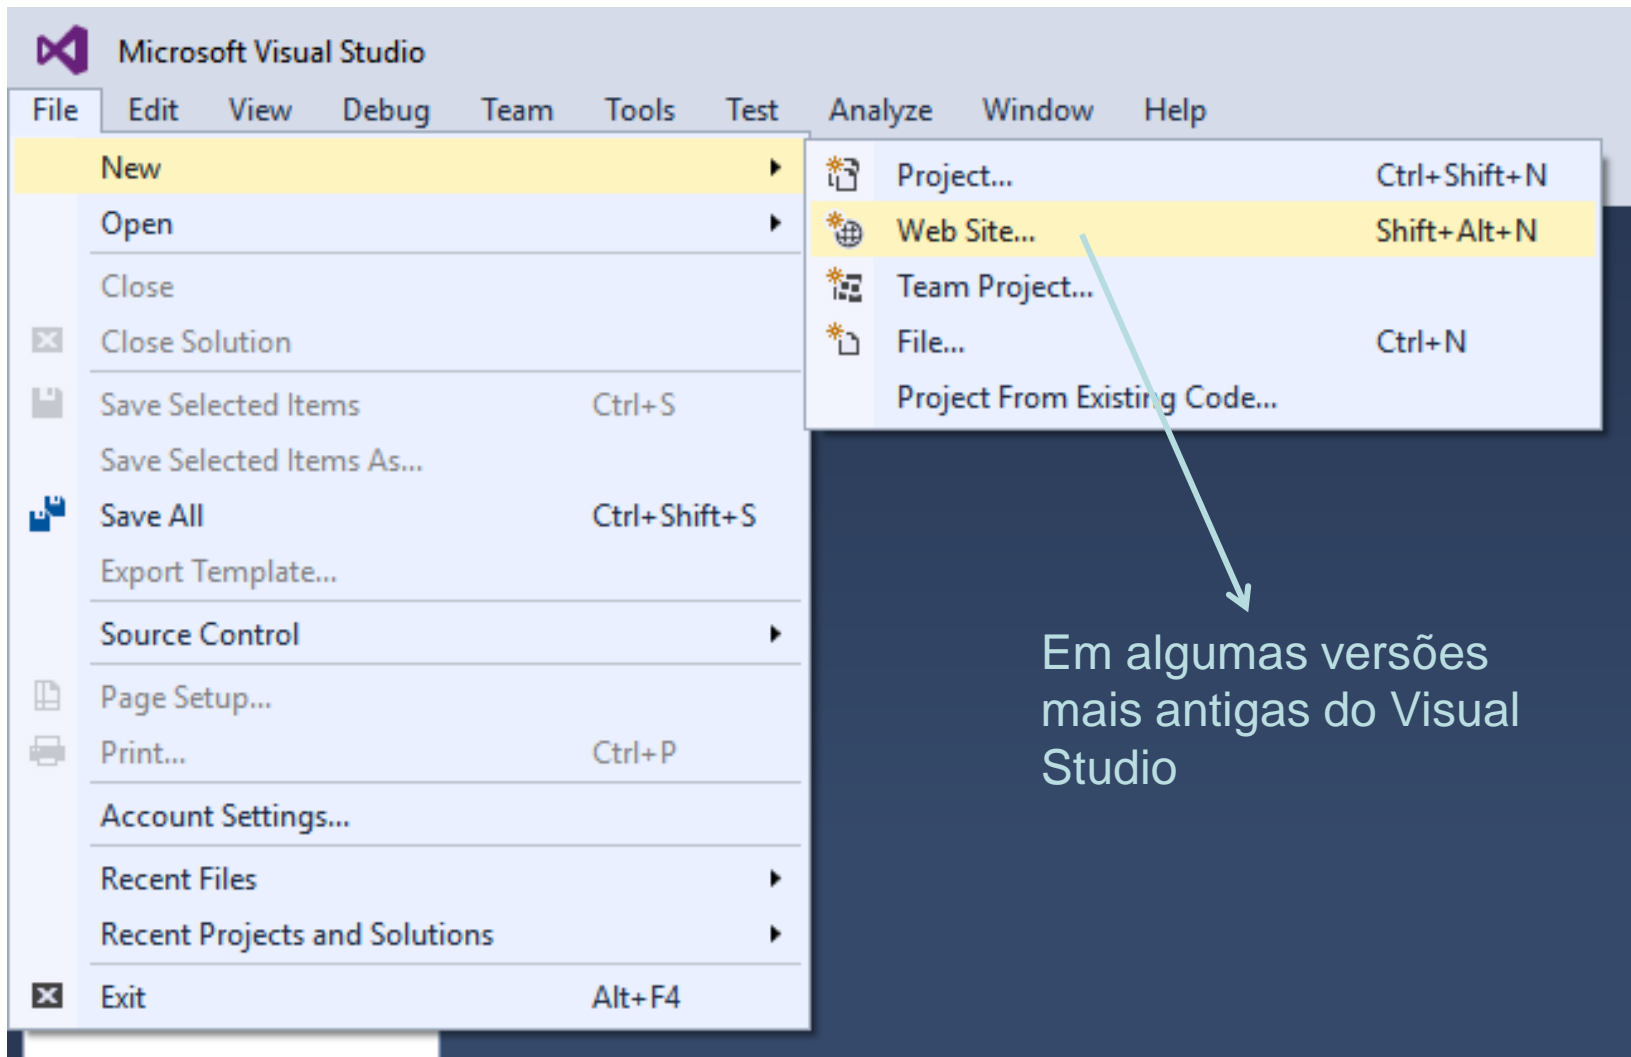 Microsoft Visual Studio
File Edit View Debug Team Tools Test Analyze Window Help
New
Open
Close
Close Solution
Save Selected Items Ctrl+S
Save Selected Items As...
Save All Ctrl+Shift+S
Export Template...
Source Control
Page Setup...
Print... Ctrl+P
Account Settings...
Recent Files
Recent Projects and Solutions
Exit Alt+F4
Project... Ctrl+Shift+N
Web Site... Shift+Alt+N
Team Project...
File... Ctrl+N
Project From Existing Code...
Em algumas versões
mais antigas do Visual
Studio